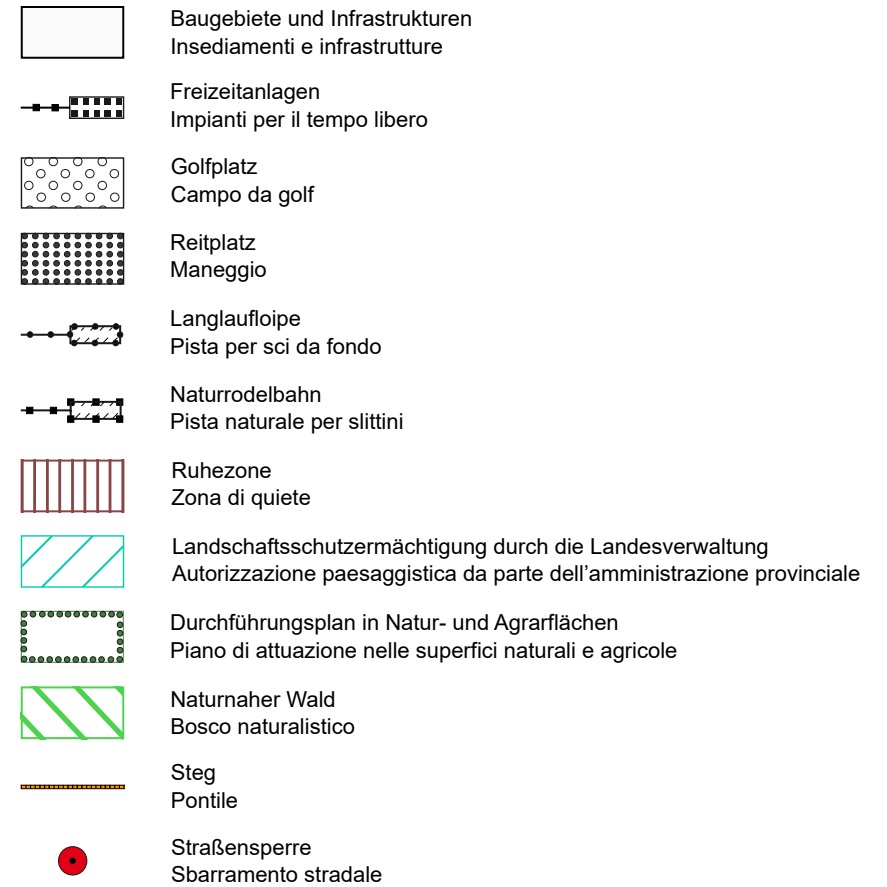 Baugebiete und Infrastrukturen
Insediamenti e infrastrutture
Freizeitanlagen
Impianti per il tempo libero
Golfplatz
Campo da golf
Reitplatz
Maneggio
Langlaufloipe
Pista per sci da fondo
Naturrodelbahn
Pista naturale per slittini
Ruhezone
Zona di quiete
Landschaftsschutzermächtigung durch die Landesverwaltung
Autorizzazione paesaggistica da parte dell’amministrazione provinciale
Durchführungsplan in Natur- und Agrarflächen
Piano di attuazione nelle superfici naturali e agricole
Naturnaher Wald
Bosco naturalistico
Steg
Pontile
Straßensperre
Sbarramento stradale